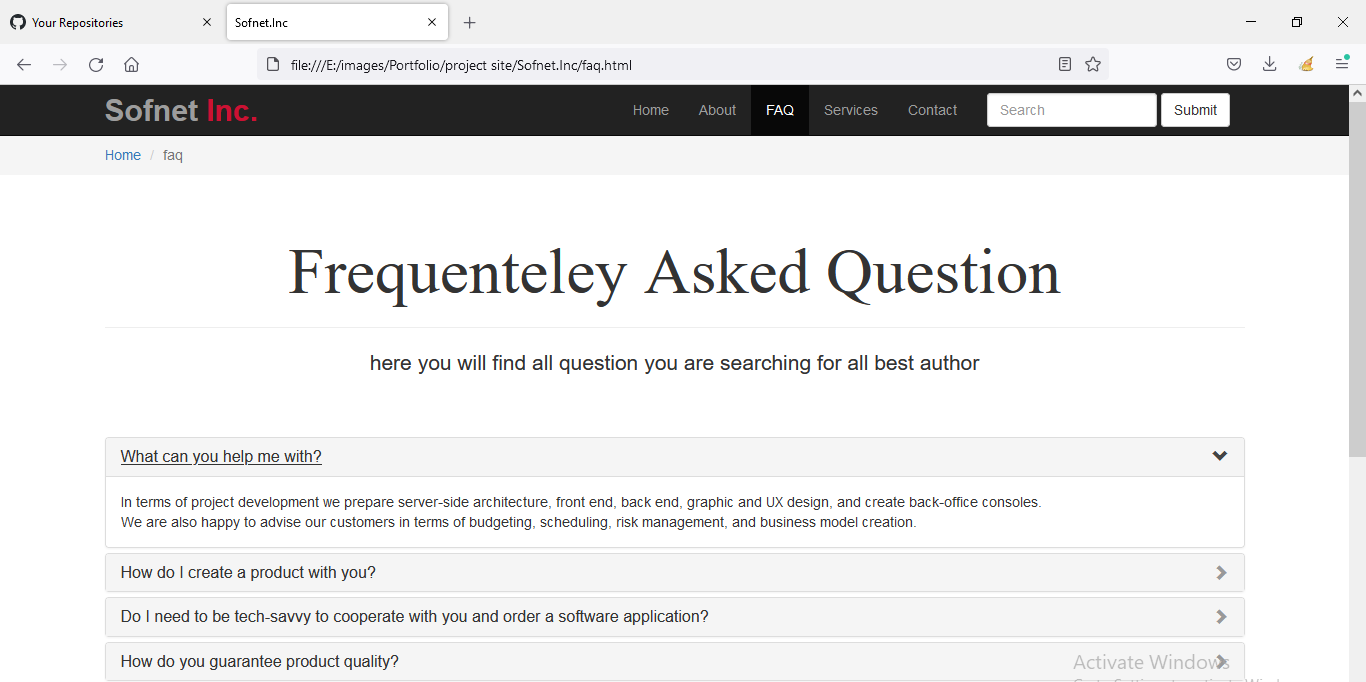 Your Repositories
Sofnet.Inc
file:///E:/images/Portfolio/project site/Sofnet.Inc/faq.html
Sofnet Inc.
Home About FAQ Services Contact Search Submit
Home / faq
Frequenteley Asked Question
here you will find all question you are searching for all best author
What can you help me with?
In terms of project development we prepare server-side architecture, front end, back end, graphic and UX design, and create back-office consoles.
We are also happy to advise our customers in terms of budgeting, scheduling, risk management, and business model creation.
How do I create a product with you?
Do I need to be tech-savvy to cooperate with you and order a software application?
How do you guarantee product quality?
Activate Windows